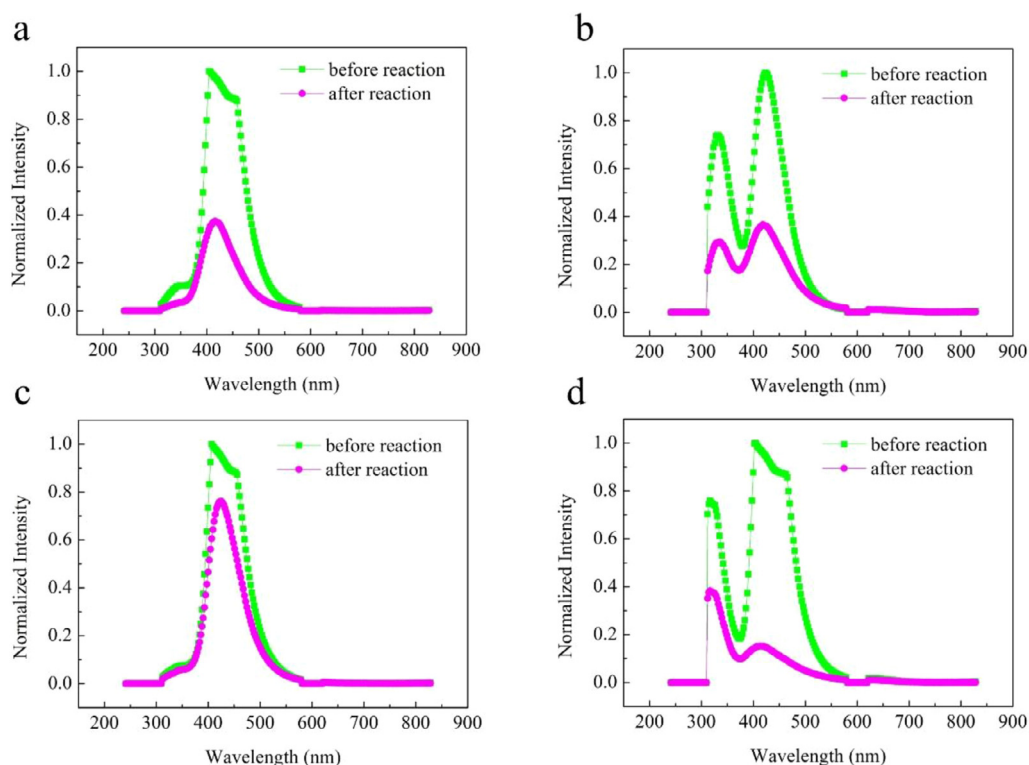 a
before reaction
after reaction
Normalized Intensity
1.0
0.8
0.6
0.4
0.2
0.0
200 300 400 500 600 700 800 900
Wavelength (nm)
b
before reaction
after reaction
Normalized Intensity
1.0
0.8
0.6
0.4
0.2
0.0
200 300 400 500 600 700 800 900
Wavelength (nm)
c
before reaction
after reaction
Normalized Intensity
1.0
0.8
0.6
0.4
0.2
0.0
200 300 400 500 600 700 800 900
Wavelength (nm)
d
before reaction
after reaction
Normalized Intensity
1.0
0.8
0.6
0.4
0.2
0.0
200 300 400 500 600 700 800 900
Wavelength (nm)